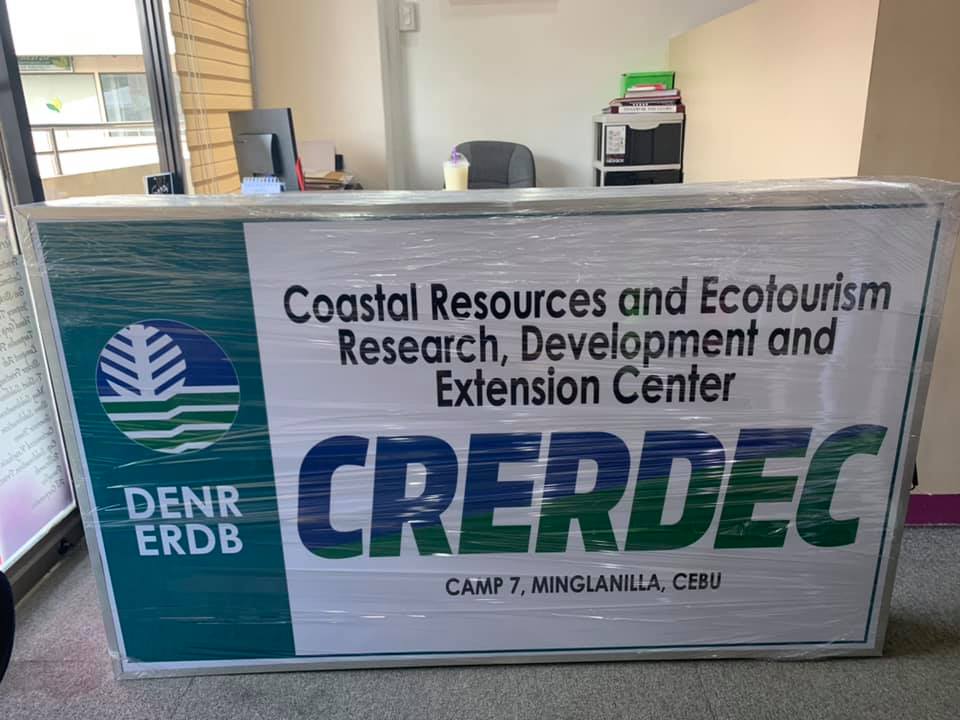 Coastal Resources and Ecotourism
Research, Development and
Extension Center
CRERDEC
CAMP 7, MINGLANILLA, CEBU
DENR
ERDB